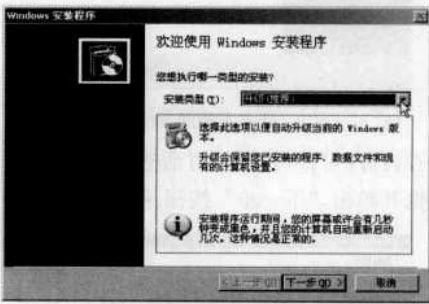 Windows 安装程序
欢迎使用 Windows 安装程序
您想执行哪一类型的安装?
安装类型(T): 升级(推荐)
选择此选项以便自动升级当前的 Windows 版
本。
升级会保留您已安装的程序、数据文件和现
有的计算机设置。
安装程序运行期间，您的屏幕或许会有几秒
钟变成黑色，并且您的计算机自动重新启动
几次。这种情况是正常的。
< 上一步(B) 下一步(N) > 取消